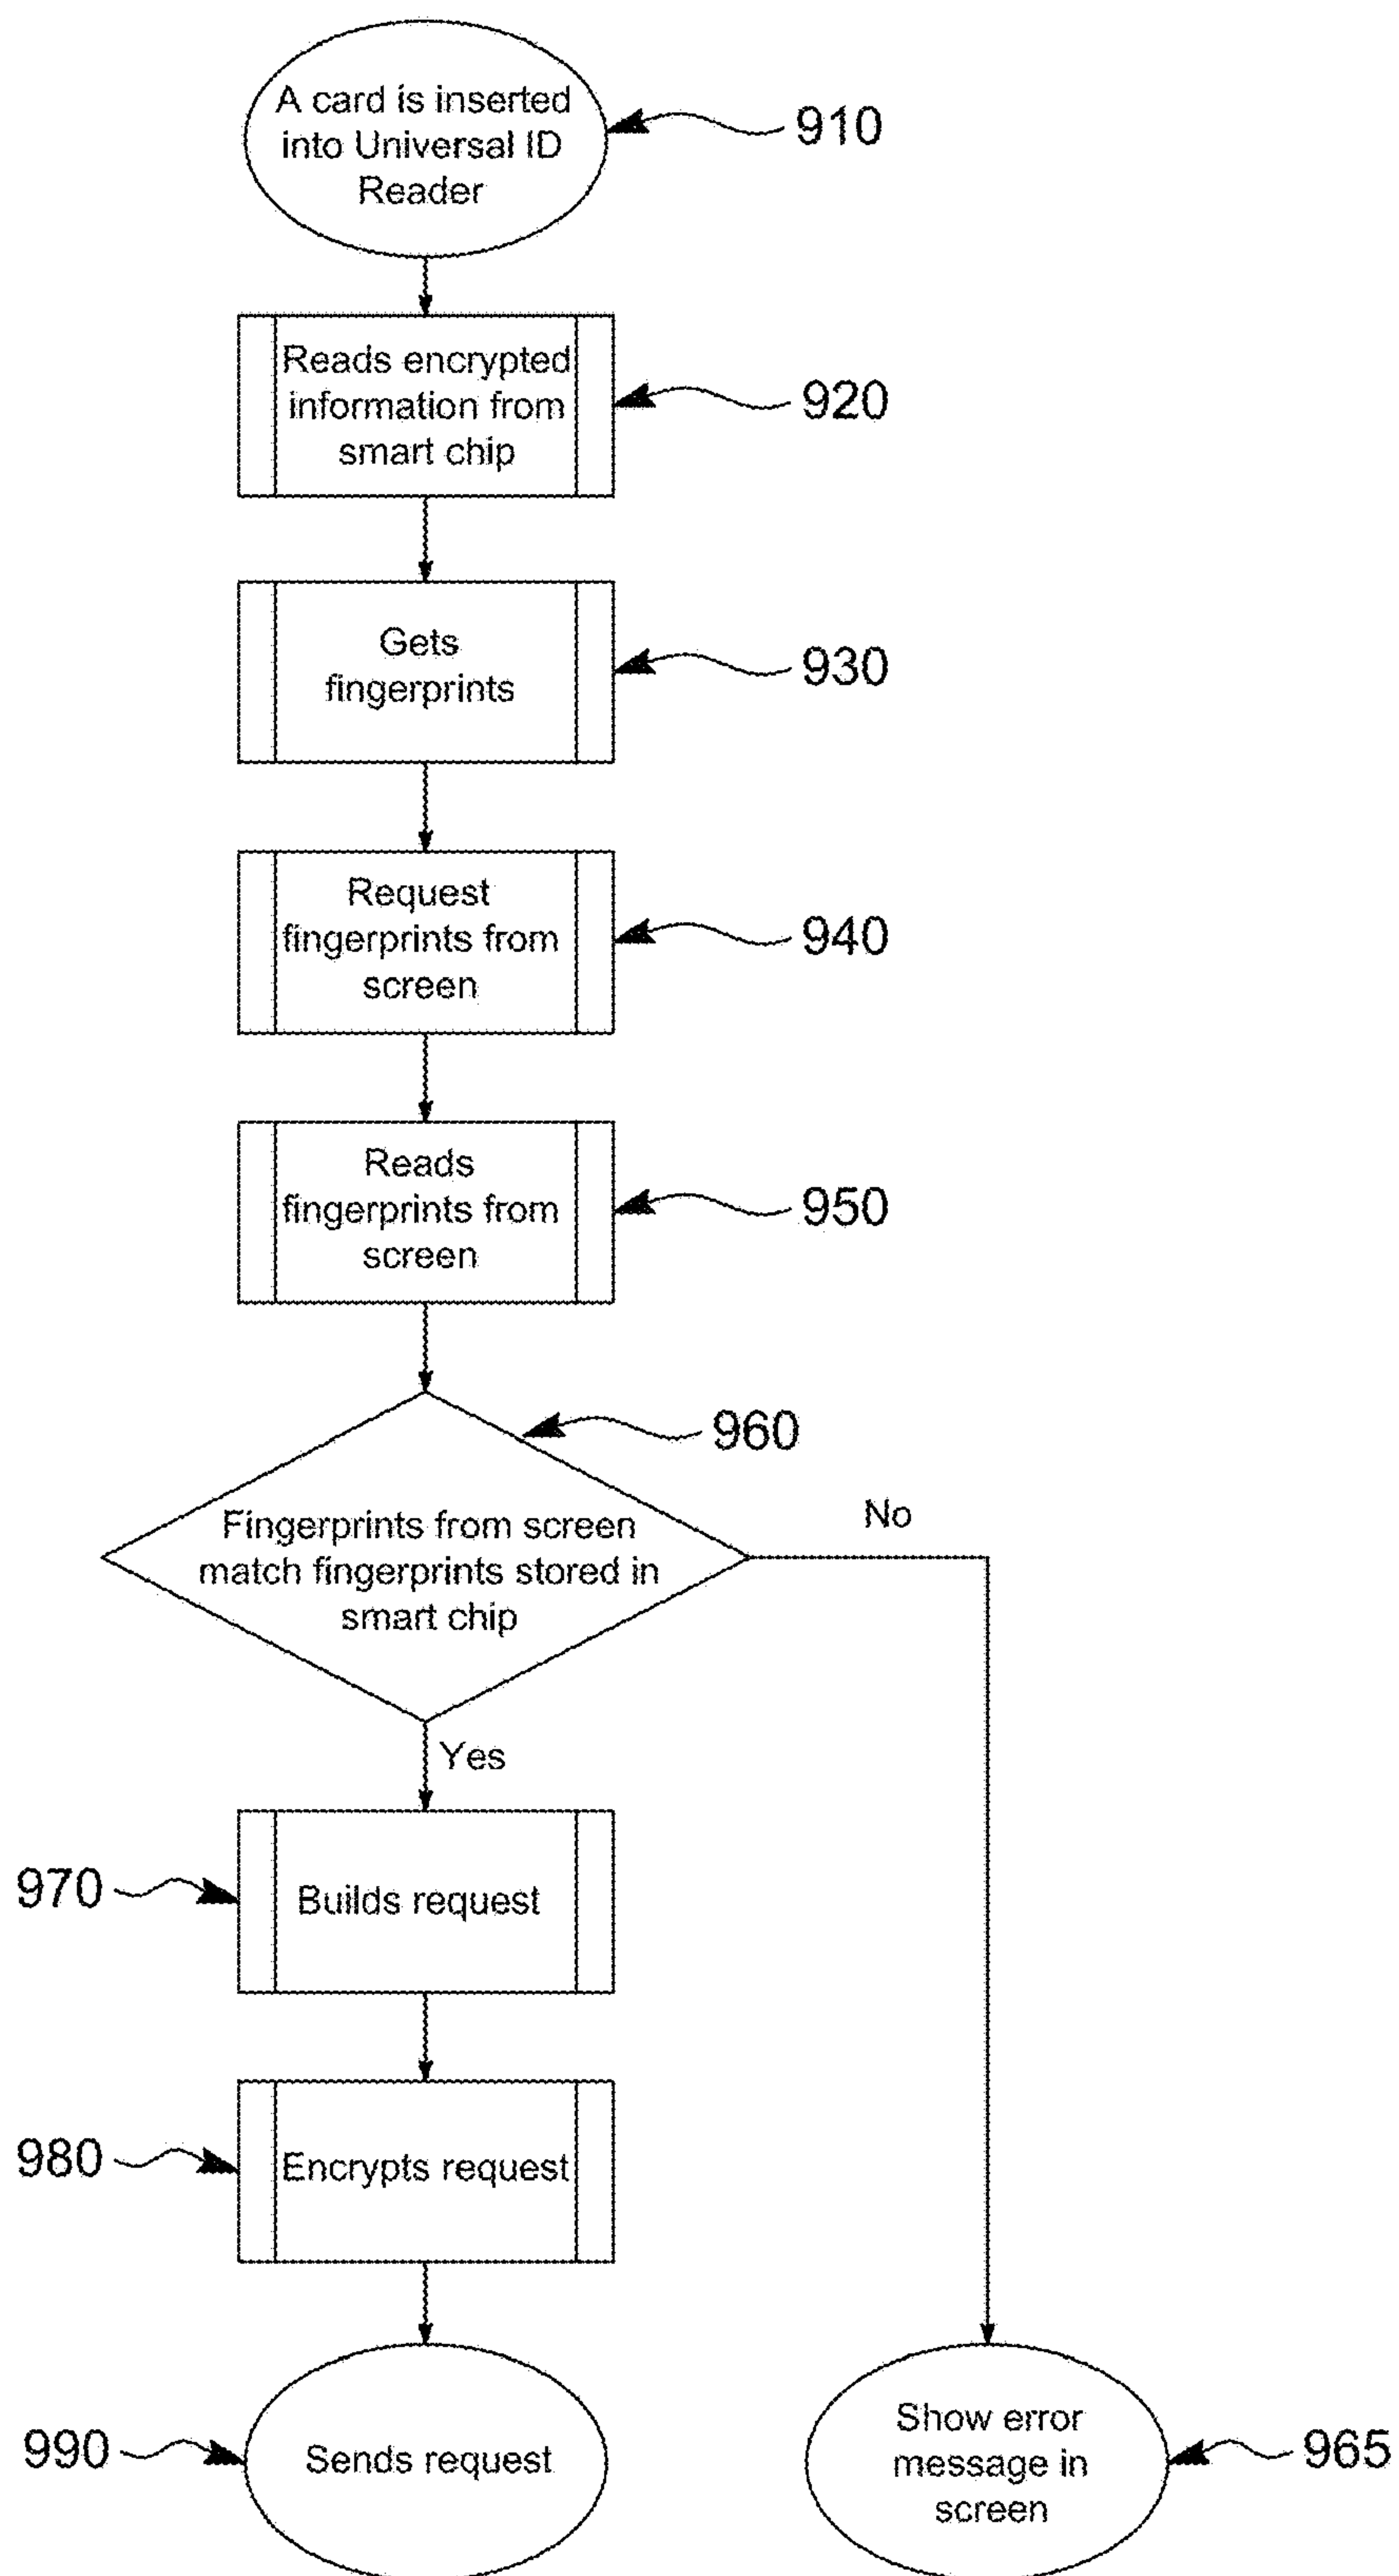 A card is inserted
into Universal ID
Reader
910
Reads encrypted
information from
smart chip
920
Gets
fingerprints
930
Request
fingerprints from
screen
940
Reads
fingerprints from
screen
950
960
Fingerprints from screen
match fingerprints stored in
smart chip
No
Yes
970
Builds request
980
Encrypts request
990
Sends request
Show error
message in
screen
965